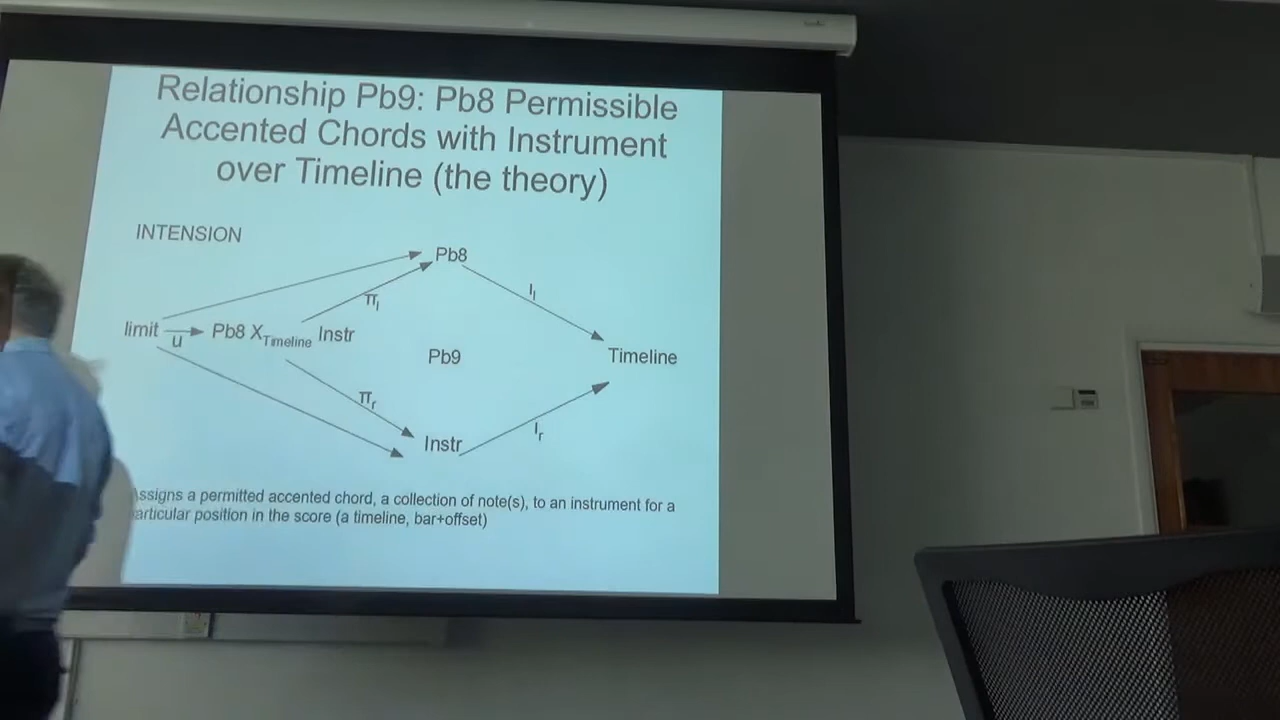 Relationship Pb9: Pb8 Permissible
Accented Chords with Instrument
over Timeline (the theory)
INTENSION
Pb8
πl
Il
limit
u
Pb8 XTimeline Instr
Pb9
Timeline
πr
Instr
Ir
ssigns a permitted accented chord, a collection of note(s), to an instrument for a
articular position in the score (a timeline, bar+offset)